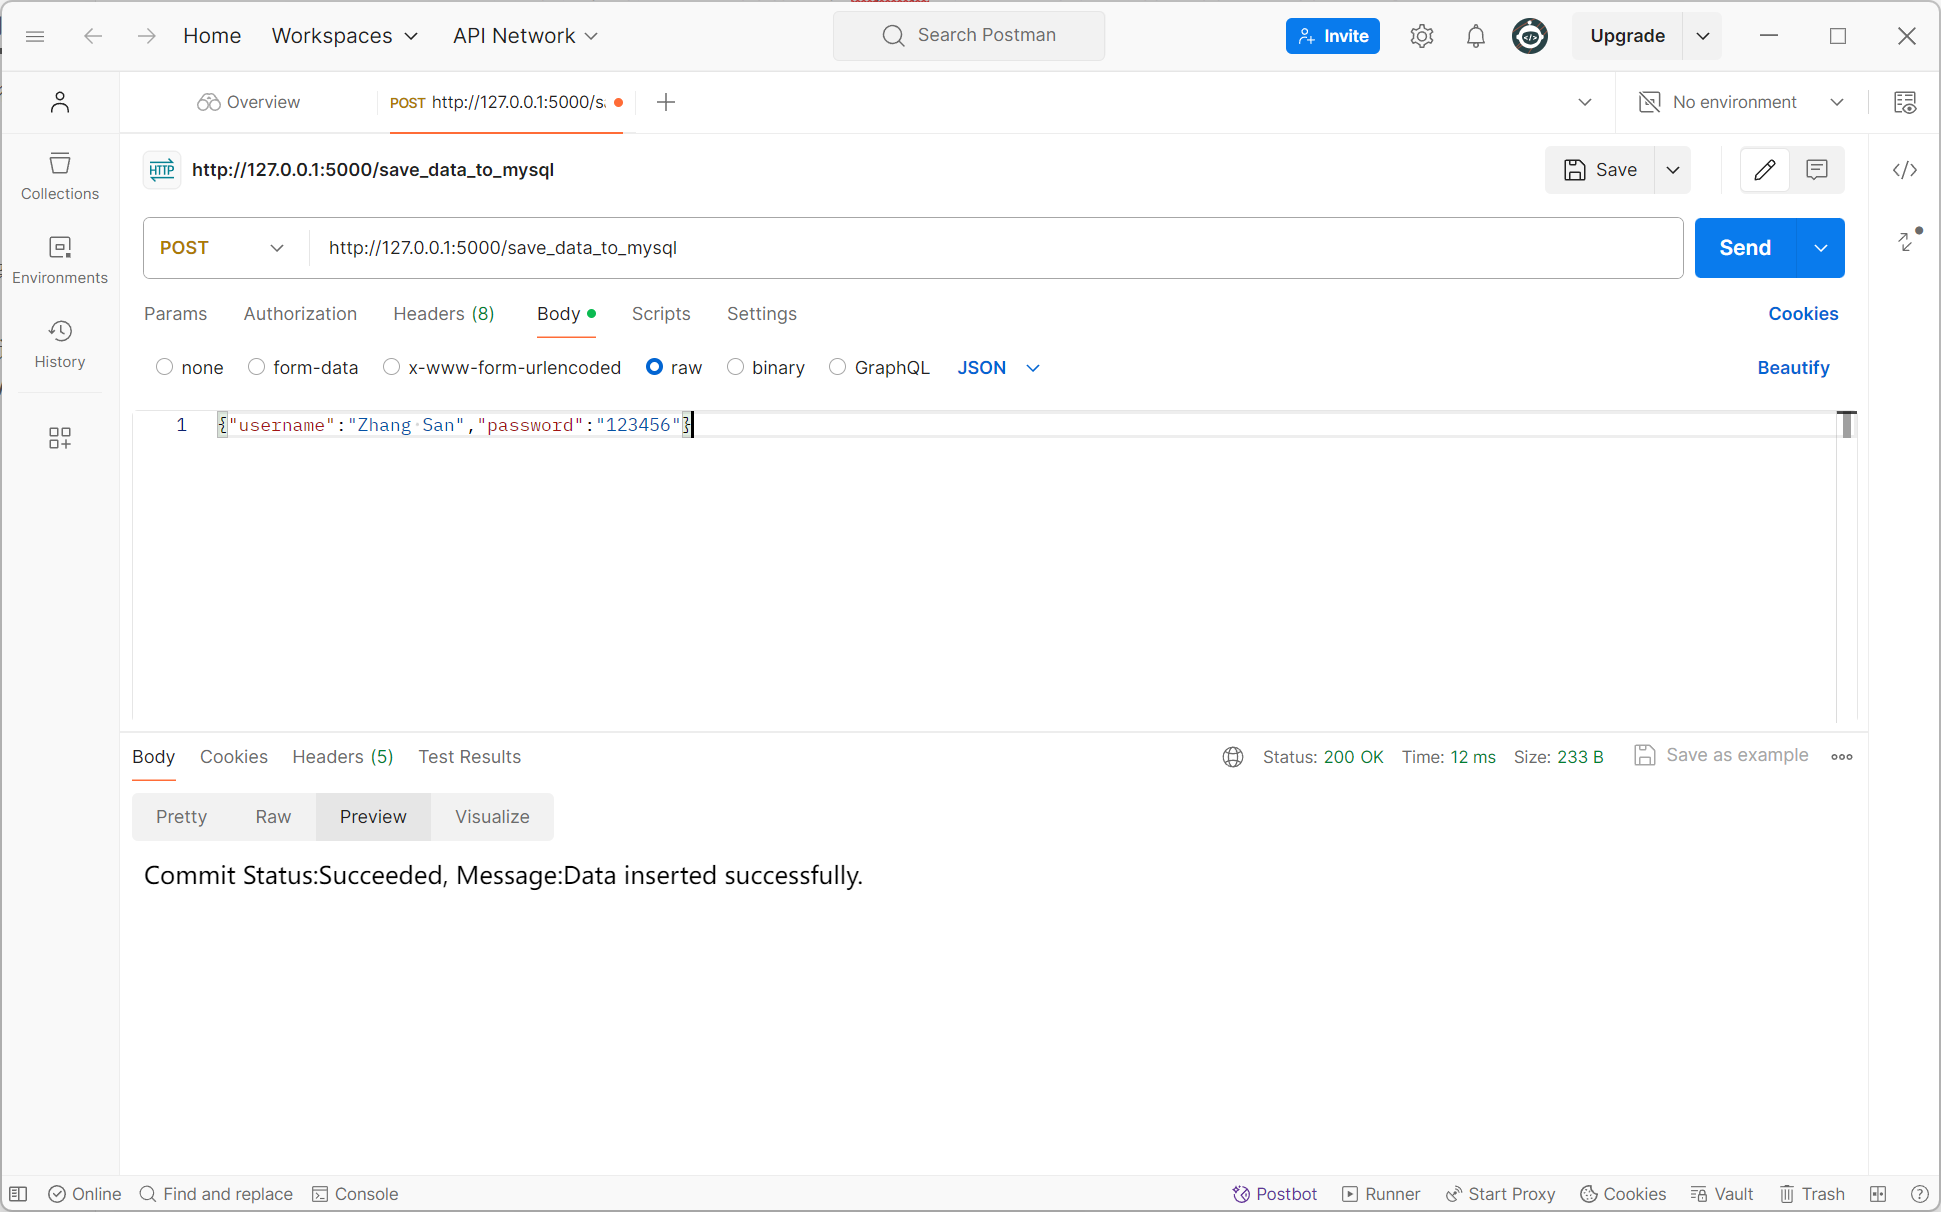 Home Workspaces API Network Search Postman Invite Upgrade
Overview POST http://127.0.0.1:5000/s No environment
HTTP http://127.0.0.1:5000/save_data_to_mysql Save
Collections
POST http://127.0.0.1:5000/save_data_to_mysql Send
Environments
Params Authorization Headers (8) Body Scripts Settings Cookies
History
none form-data x-www-form-urlencoded raw binary GraphQL JSON Beautify
1 {"username":"Zhang San","password":"123456"}
Body Cookies Headers (5) Test Results Status: 200 OK Time: 12 ms Size: 233 B Save as example
Pretty Raw Preview Visualize
Commit Status:Succeeded, Message:Data inserted successfully.
Online Find and replace Console Postbot Runner Start Proxy Cookies Vault Trash